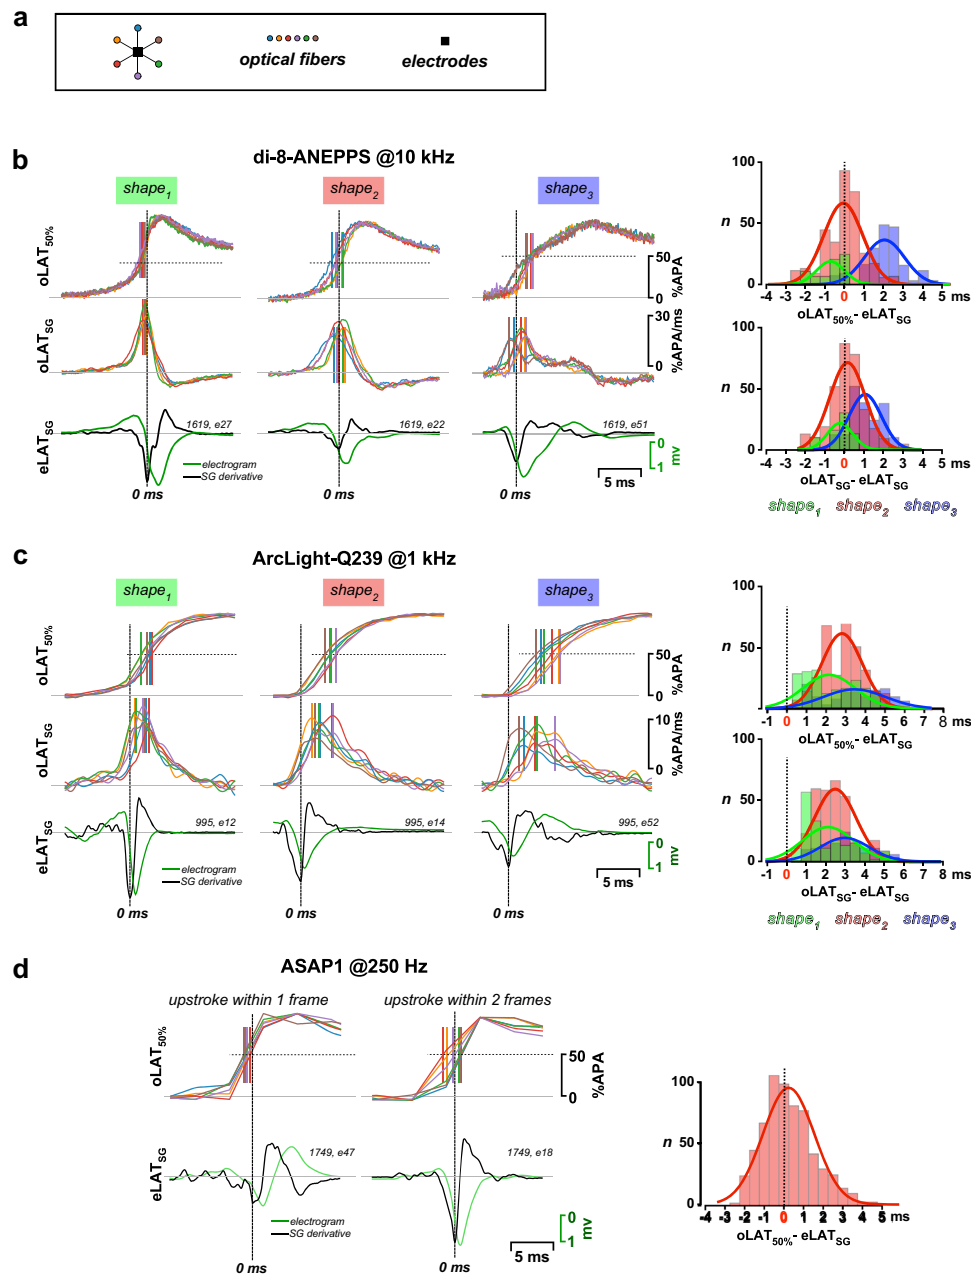 a
optical fibers
electrodes
b
di-8-ANEPPS @10 kHz
shape1
shape2
shape3
oLAT50%
50
0
%APA
oLATSG
30
15
0
%APA/ms
eLATSG
1619, e27
1619, e22
1619, e51
0
1
mv
electrogram
SG derivative
5 ms
0 ms
0 ms
0 ms
100
n
50
0
-4 -3 -2 -1 0 1 2 3 4 5 ms
oLAT50%- eLATSG
100
n
50
0
-4 -3 -2 -1 0 1 2 3 4 5 ms
oLATSG- eLATSG
shape1 shape2 shape3
c
ArcLight-Q239 @1 kHz
shape1
shape2
shape3
oLAT50%
50
0
%APA
oLATSG
10
5
0
%APA/ms
eLATSG
995, e12
995, e14
995, e52
0
1
mv
electrogram
SG derivative
5 ms
0 ms
0 ms
0 ms
100
n
50
0
-1 0 1 2 3 4 5 6 7 8 ms
oLAT50%- eLATSG
100
n
50
0
-1 0 1 2 3 4 5 6 7 8 ms
oLATSG- eLATSG
shape1 shape2 shape3
d
ASAP1 @250 Hz
upstroke within 1 frame
upstroke within 2 frames
oLAT50%
50
0
%APA
eLATSG
1749, e47
1749, e18
0
1
mv
electrogram
SG derivative
5 ms
0 ms
0 ms
100
n
50
0
-4 -3 -2 -1 0 1 2 3 4 5 ms
oLAT50%- eLATSG